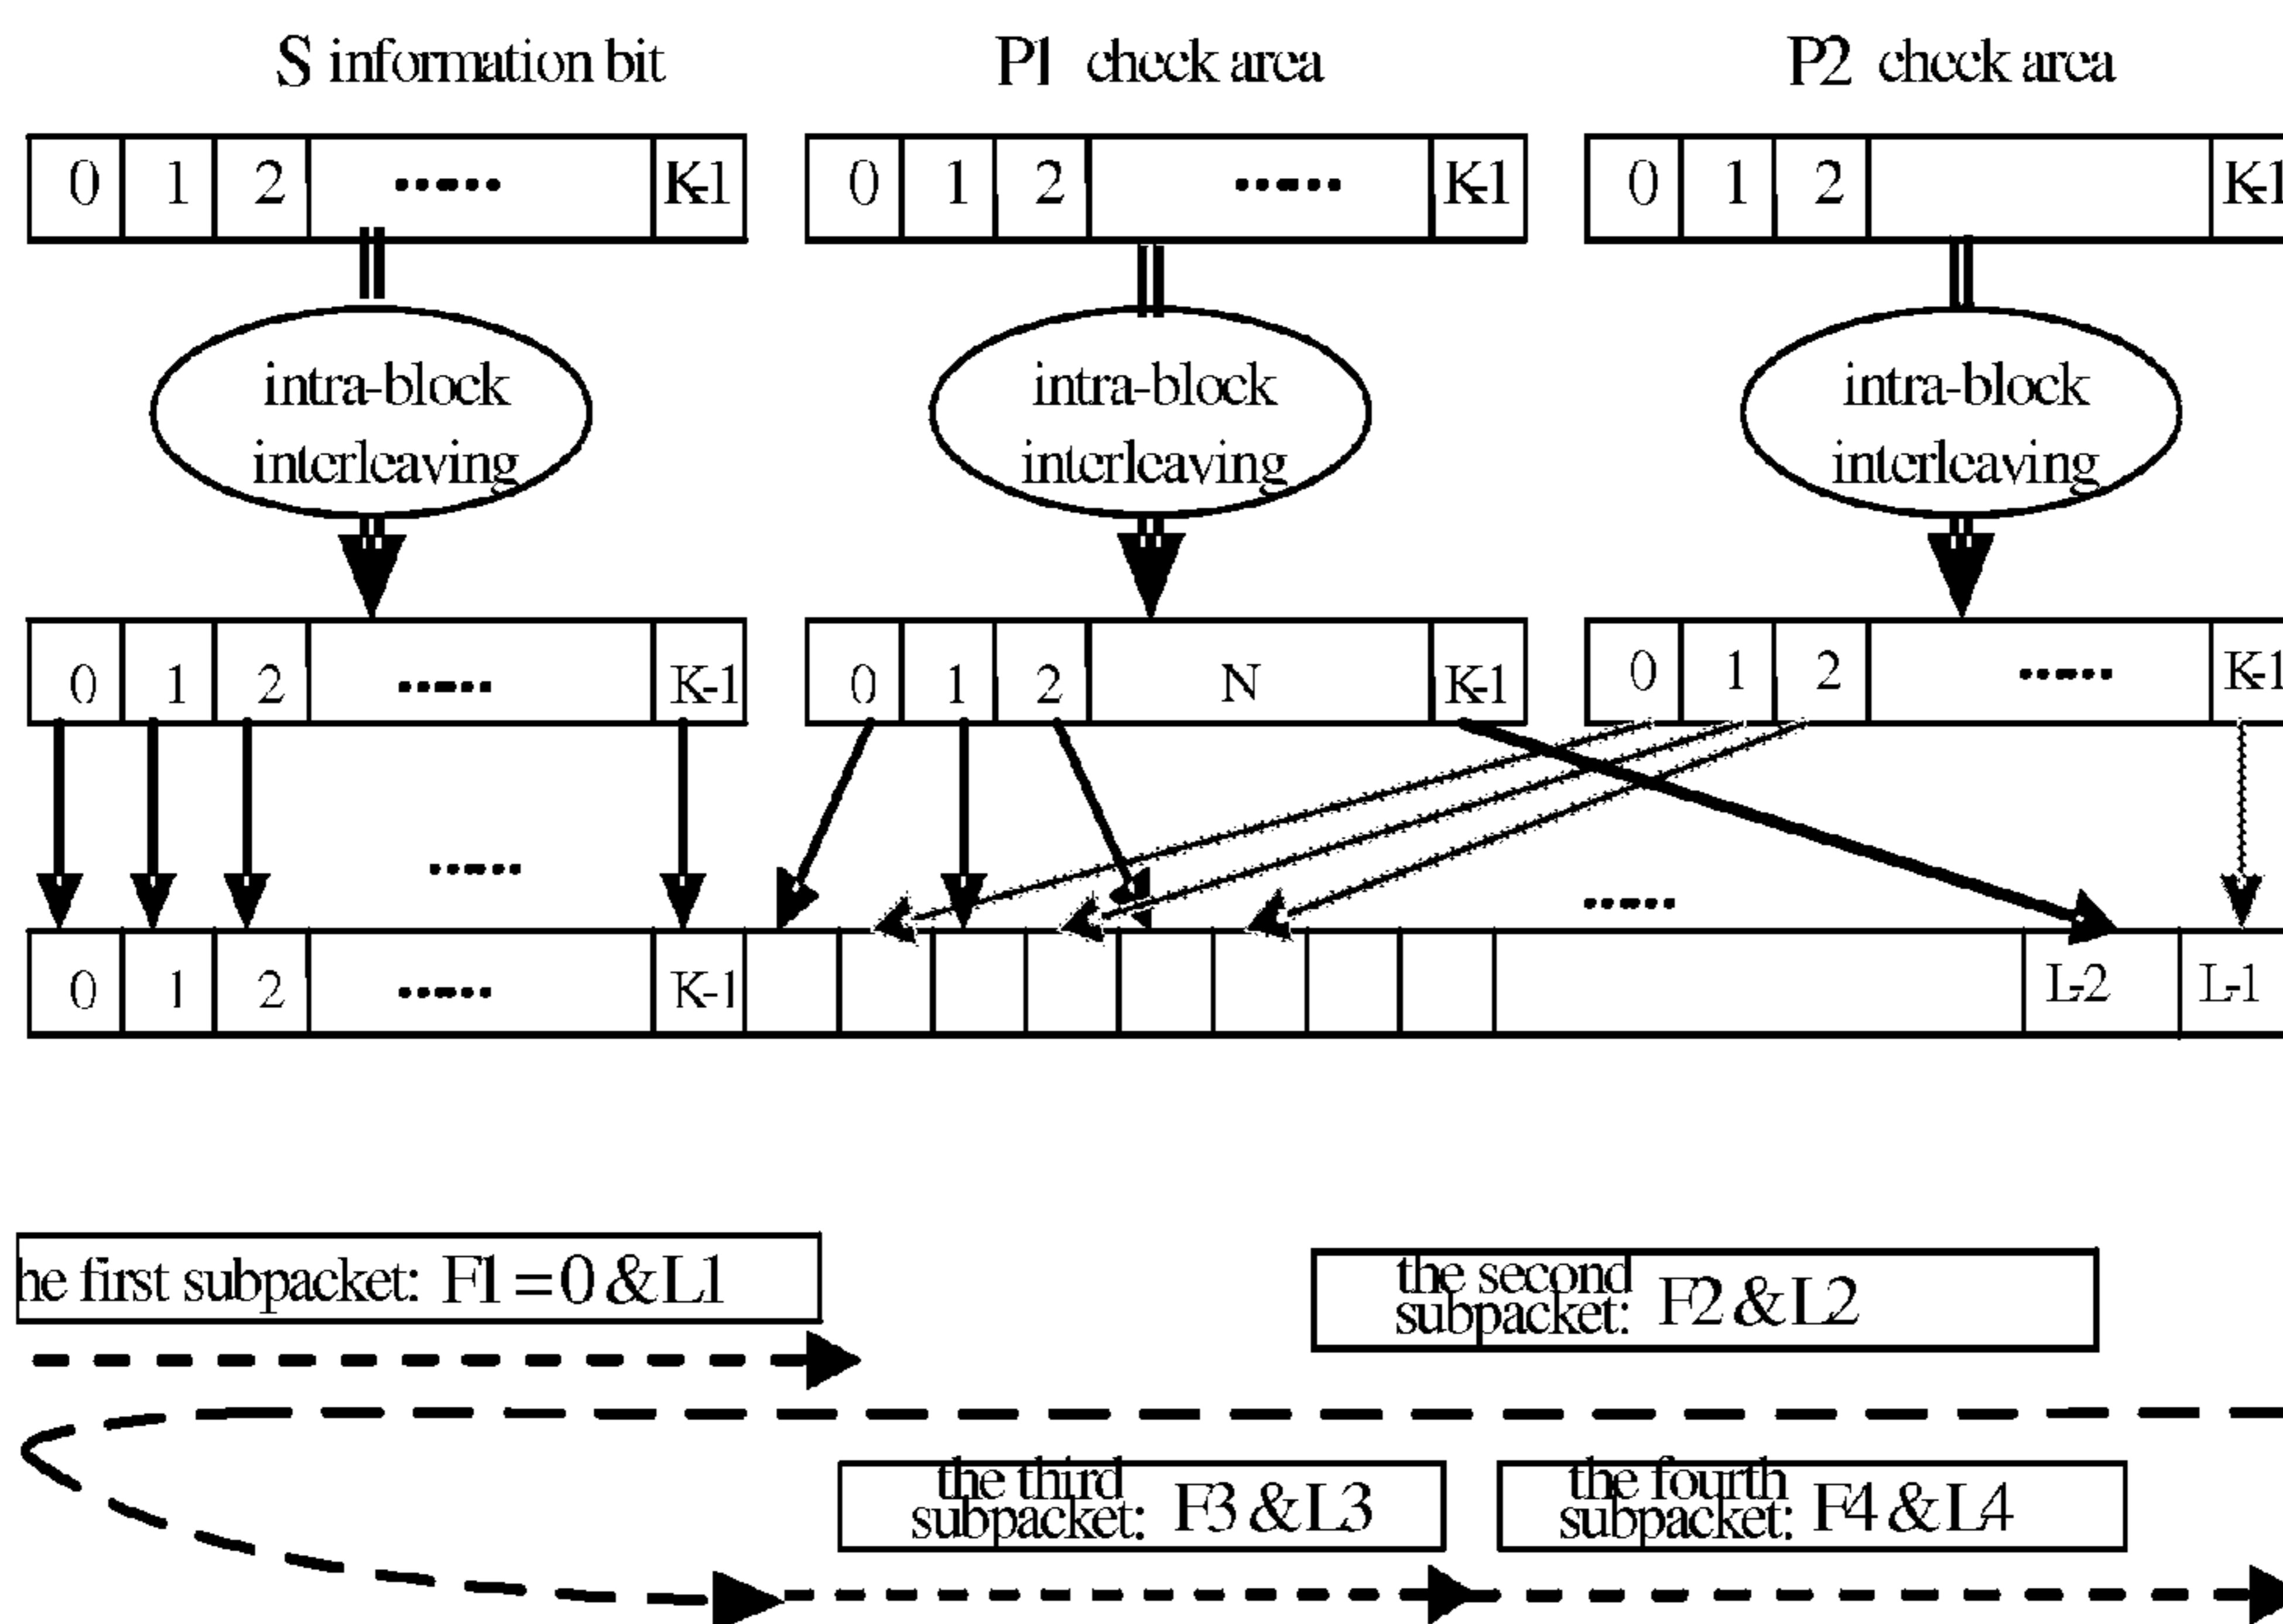 S information bit P1 check area P2 check area
0 1 2 ...... K-1 0 1 2 ...... K-1 0 1 2 K-1
intra-block intra-block intra-block
interleaving interleaving interleaving
0 1 2 ...... K-1 0 1 2 N K-1 0 1 2 ...... K-1
......
......
0 1 2 ...... K-1 L-2 L-1
he first subpacket: F1=0&L1
the second
subpacket: F2&L2
the third
subpacket: F3&L3
the fourth
subpacket: F4&L4